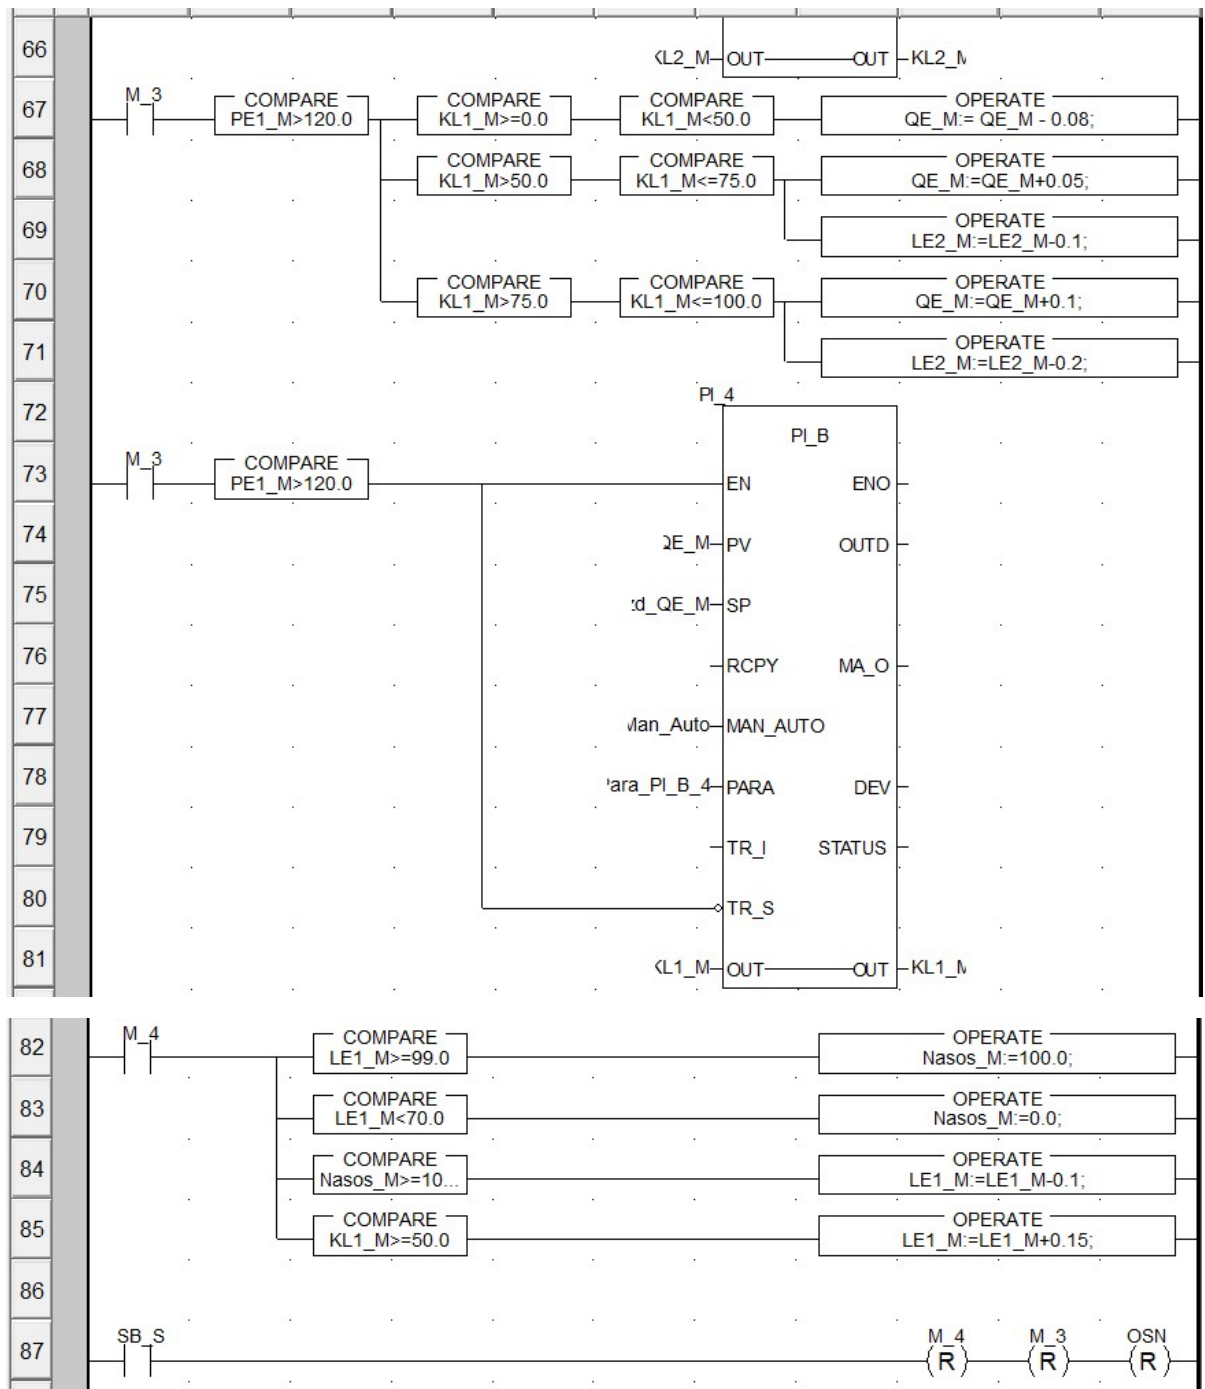 66
KL2_M OUT OUT KL2_M
67
M_3
COMPARE COMPARE COMPARE OPERATE
PE1_M>120.0 KL1_M>=0.0 KL1_M<50.0 QE_M:= QE_M - 0.08;
68
COMPARE COMPARE OPERATE
KL1_M>50.0 KL1_M<=75.0 QE_M:=QE_M+0.05;
69
OPERATE
LE2_M:=LE2_M-0.1;
70
COMPARE COMPARE OPERATE
KL1_M>75.0 KL1_M<=100.0 QE_M:=QE_M+0.1;
71
OPERATE
LE2_M:=LE2_M-0.2;
72
PI_4
PI_B
73
M_3
COMPARE
PE1_M>120.0 EN ENO
74
QE_M PV OUTD
75
d_QE_M SP
76
RCPY MA_O
77
Man_Auto MAN_AUTO
78
ara_PI_B_4 PARA DEV
79
TR_I STATUS
80
TR_S
81
KL1_M OUT OUT KL1_M
82
M_4
COMPARE OPERATE
LE1_M>=99.0 Nasos_M:=100.0;
83
COMPARE OPERATE
LE1_M<70.0 Nasos_M:=0.0;
84
COMPARE OPERATE
Nasos_M>=10... LE1_M:=LE1_M-0.1;
85
COMPARE OPERATE
KL1_M>=50.0 LE1_M:=LE1_M+0.15;
86
87
SB_S M_4 M_3 OSN
R R R